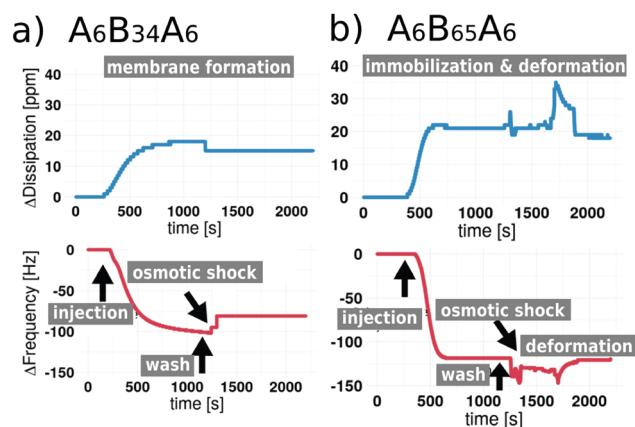 a) A6B34A6
membrane formation
ΔDissipation [ppm]
40
30
20
10
0
0 500 1000 1500 2000
time [s]
ΔFrequency [Hz]
0
-50
-100
-150
osmotic shock
injection
wash
0 500 1000 1500 2000
time [s]
b) A6B65A6
immobilization & deformation
40
30
20
10
0
0 500 1000 1500 2000
time [s]
0
-50
-100
-150
injection
osmotic shock
deformation
wash
0 500 1000 1500 2000
time [s]